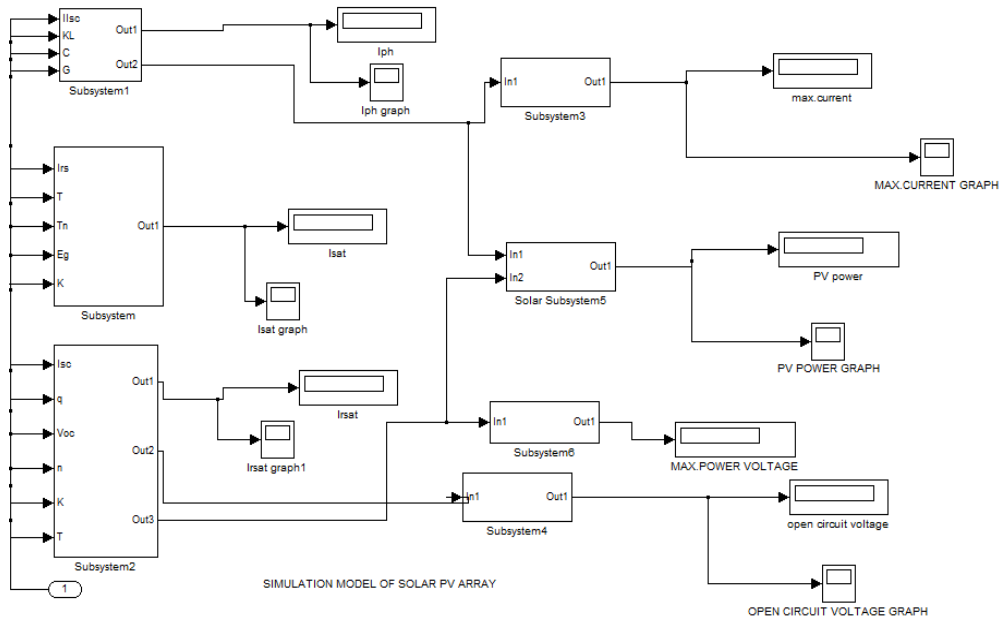 IIsc
KL
C
G
Out1
Out2
Subsystem1
Iph
Iph graph
In1
Out1
Subsystem3
max.current
MAX.CURRENT GRAPH
Irs
T
Tn
Eg
K
Out1
Subsystem
Isat
Isat graph
In1
In2
Out1
Solar Subsystem5
PV power
PV POWER GRAPH
Isc
q
Voc
n
K
T
Out1
Out2
Out3
Subsystem2
Irsat
Irsat graph1
In1
Out1
Subsystem6
MAX.POWER VOLTAGE
In1
Out1
Subsystem4
open circuit voltage
OPEN CIRCUIT VOLTAGE GRAPH
1
SIMULATION MODEL OF SOLAR PV ARRAY